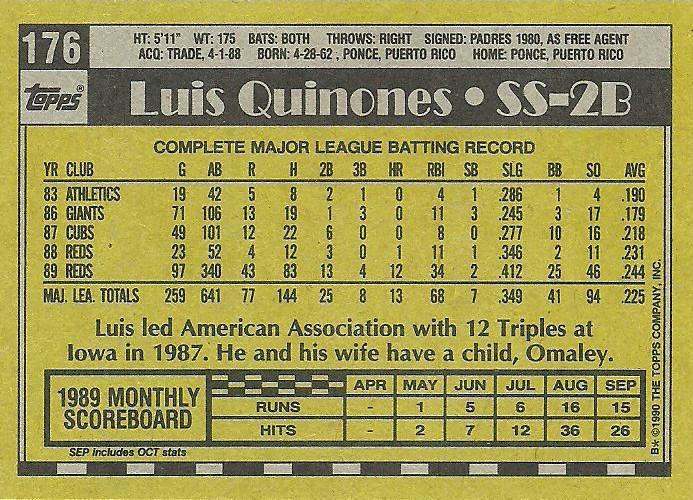 176
HT: 5'11" WT: 175 BATS: BOTH THROWS: RIGHT SIGNED: PADRES 1980, AS FREE AGENT
ACQ: TRADE, 4-1-88 BORN: 4-28-62, PONCE, PUERTO RICO HOME: PONCE, PUERTO RICO
Topps®
Luis Quinones • SS=2B
COMPLETE MAJOR LEAGUE BATTING RECORD
YR CLUB G AB R H 2B 3B HR RBI SB SLG BB SO AVG
83 ATHLETICS 19 42 5 8 2 1 0 4 1 .286 1 4 .190
86 GIANTS 71 106 13 19 1 3 0 11 3 .245 3 17 .179
87 CUBS 49 101 12 22 6 0 0 8 0 .277 10 16 .218
88 REDS 23 52 4 12 3 0 1 11 1 .346 2 11 .231
89 REDS 97 340 43 83 13 4 12 34 2 .412 25 46 .244
MAJ. LEA. TOTALS 259 641 77 144 25 8 13 68 7 .349 41 94 .225
Luis led American Association with 12 Triples at
Iowa in 1987. He and his wife have a child, Omaley.
1989 MONTHLY
SCOREBOARD
APR MAY JUN JUL AUG SEP
RUNS - 1 5 6 16 15
HITS - 2 7 12 36 26
SEP includes OCT stats
B* ©1990 THE TOPPS COMPANY, INC.